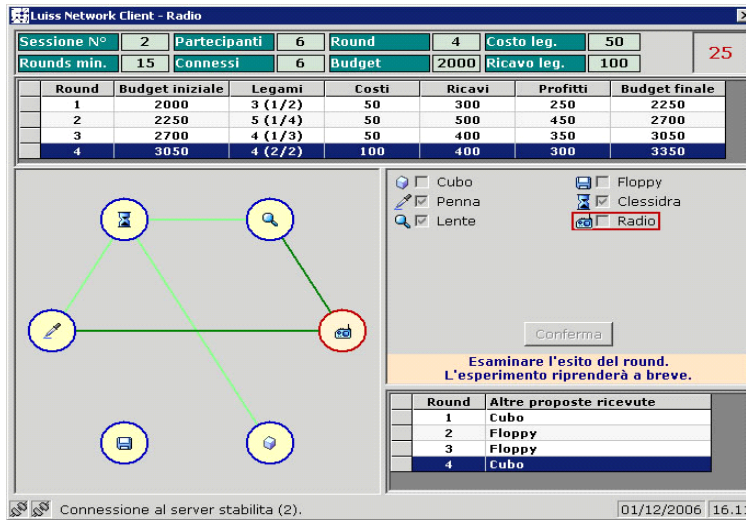 Luiss Network Client - Radio
Sessione N° 2 Partecipanti 6 Round 4 Costo leg. 50
Rounds min. 15 Connessi 6 Budget 2000 Ricavo leg. 100
25
Round Budget iniziale Legami Costi Ricavi Profitti Budget finale
1 2000 3 (1/2) 50 300 250 2250
2 2250 5 (1/4) 50 500 450 2700
3 2700 4 (1/3) 50 400 350 3050
4 3050 4 (2/2) 100 400 300 3350
Cubo Floppy
Penna Clessidra
Lente Radio
Conferma
Esaminare l'esito del round.
L'esperimento riprenderà a breve.
Round Altre proposte ricevute
1 Cubo
2 Floppy
3 Floppy
4 Cubo
Connessione al server stabilita (2). 01/12/2006